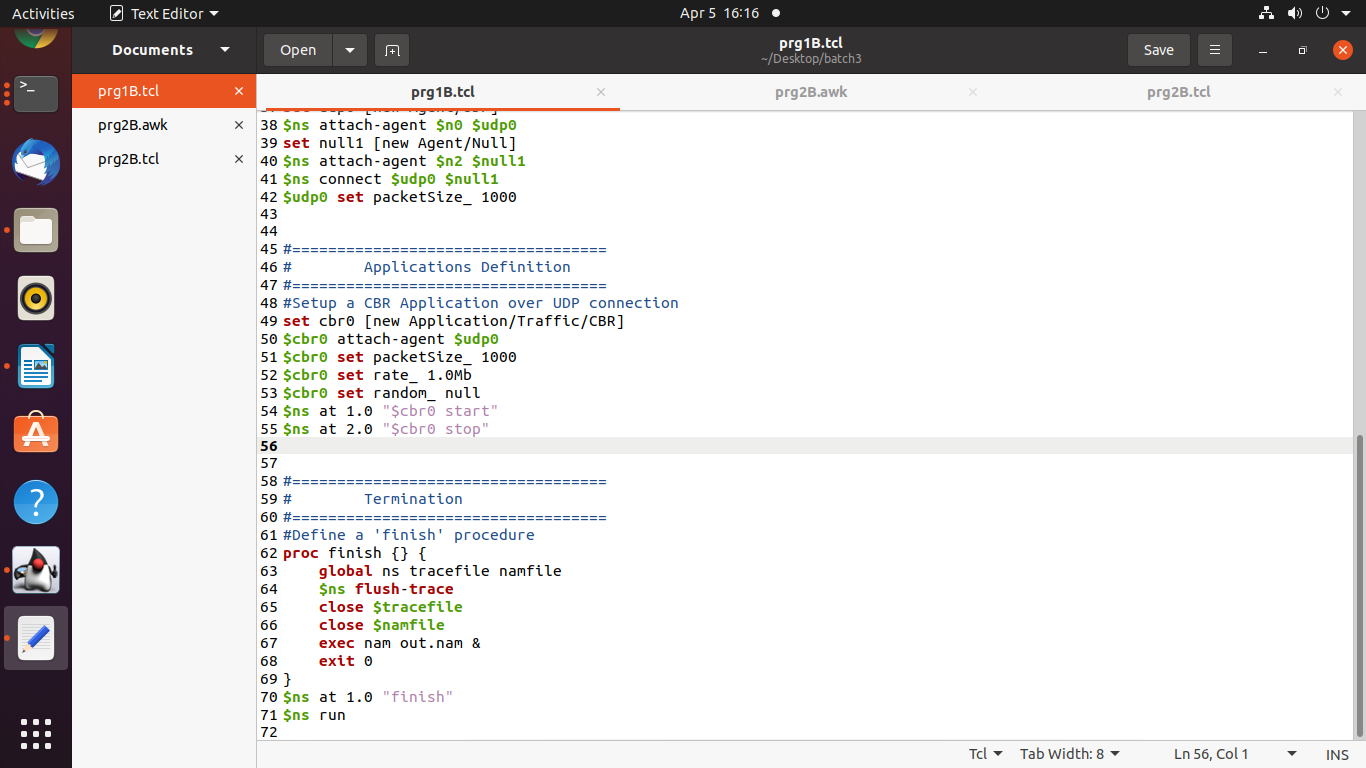 Activities Text Editor Apr 5 16:16
Documents Open prg1B.tcl ~/Desktop/batch3 Save
prg1B.tcl
prg2B.awk
prg2B.tcl
prg1B.tcl prg2B.awk prg2B.tcl
38 $ns attach-agent $n0 $udp0
39 set null1 [new Agent/Null]
40 $ns attach-agent $n2 $null1
41 $ns connect $udp0 $null1
42 $udp0 set packetSize_ 1000
43
44
45 #===================================
46 #        Applications Definition
47 #===================================
48 #Setup a CBR Application over UDP connection
49 set cbr0 [new Application/Traffic/CBR]
50 $cbr0 attach-agent $udp0
51 $cbr0 set packetSize_ 1000
52 $cbr0 set rate_ 1.0Mb
53 $cbr0 set random_ null
54 $ns at 1.0 "$cbr0 start"
55 $ns at 2.0 "$cbr0 stop"
56
57
58 #===================================
59 #        Termination
60 #===================================
61 #Define a 'finish' procedure
62 proc finish {} {
63     global ns tracefile namfile
64     $ns flush-trace
65     close $tracefile
66     close $namfile
67     exec nam out.nam &
68     exit 0
69 }
70 $ns at 1.0 "finish"
71 $ns run
72
Tcl Tab Width: 8 Ln 56, Col 1 INS